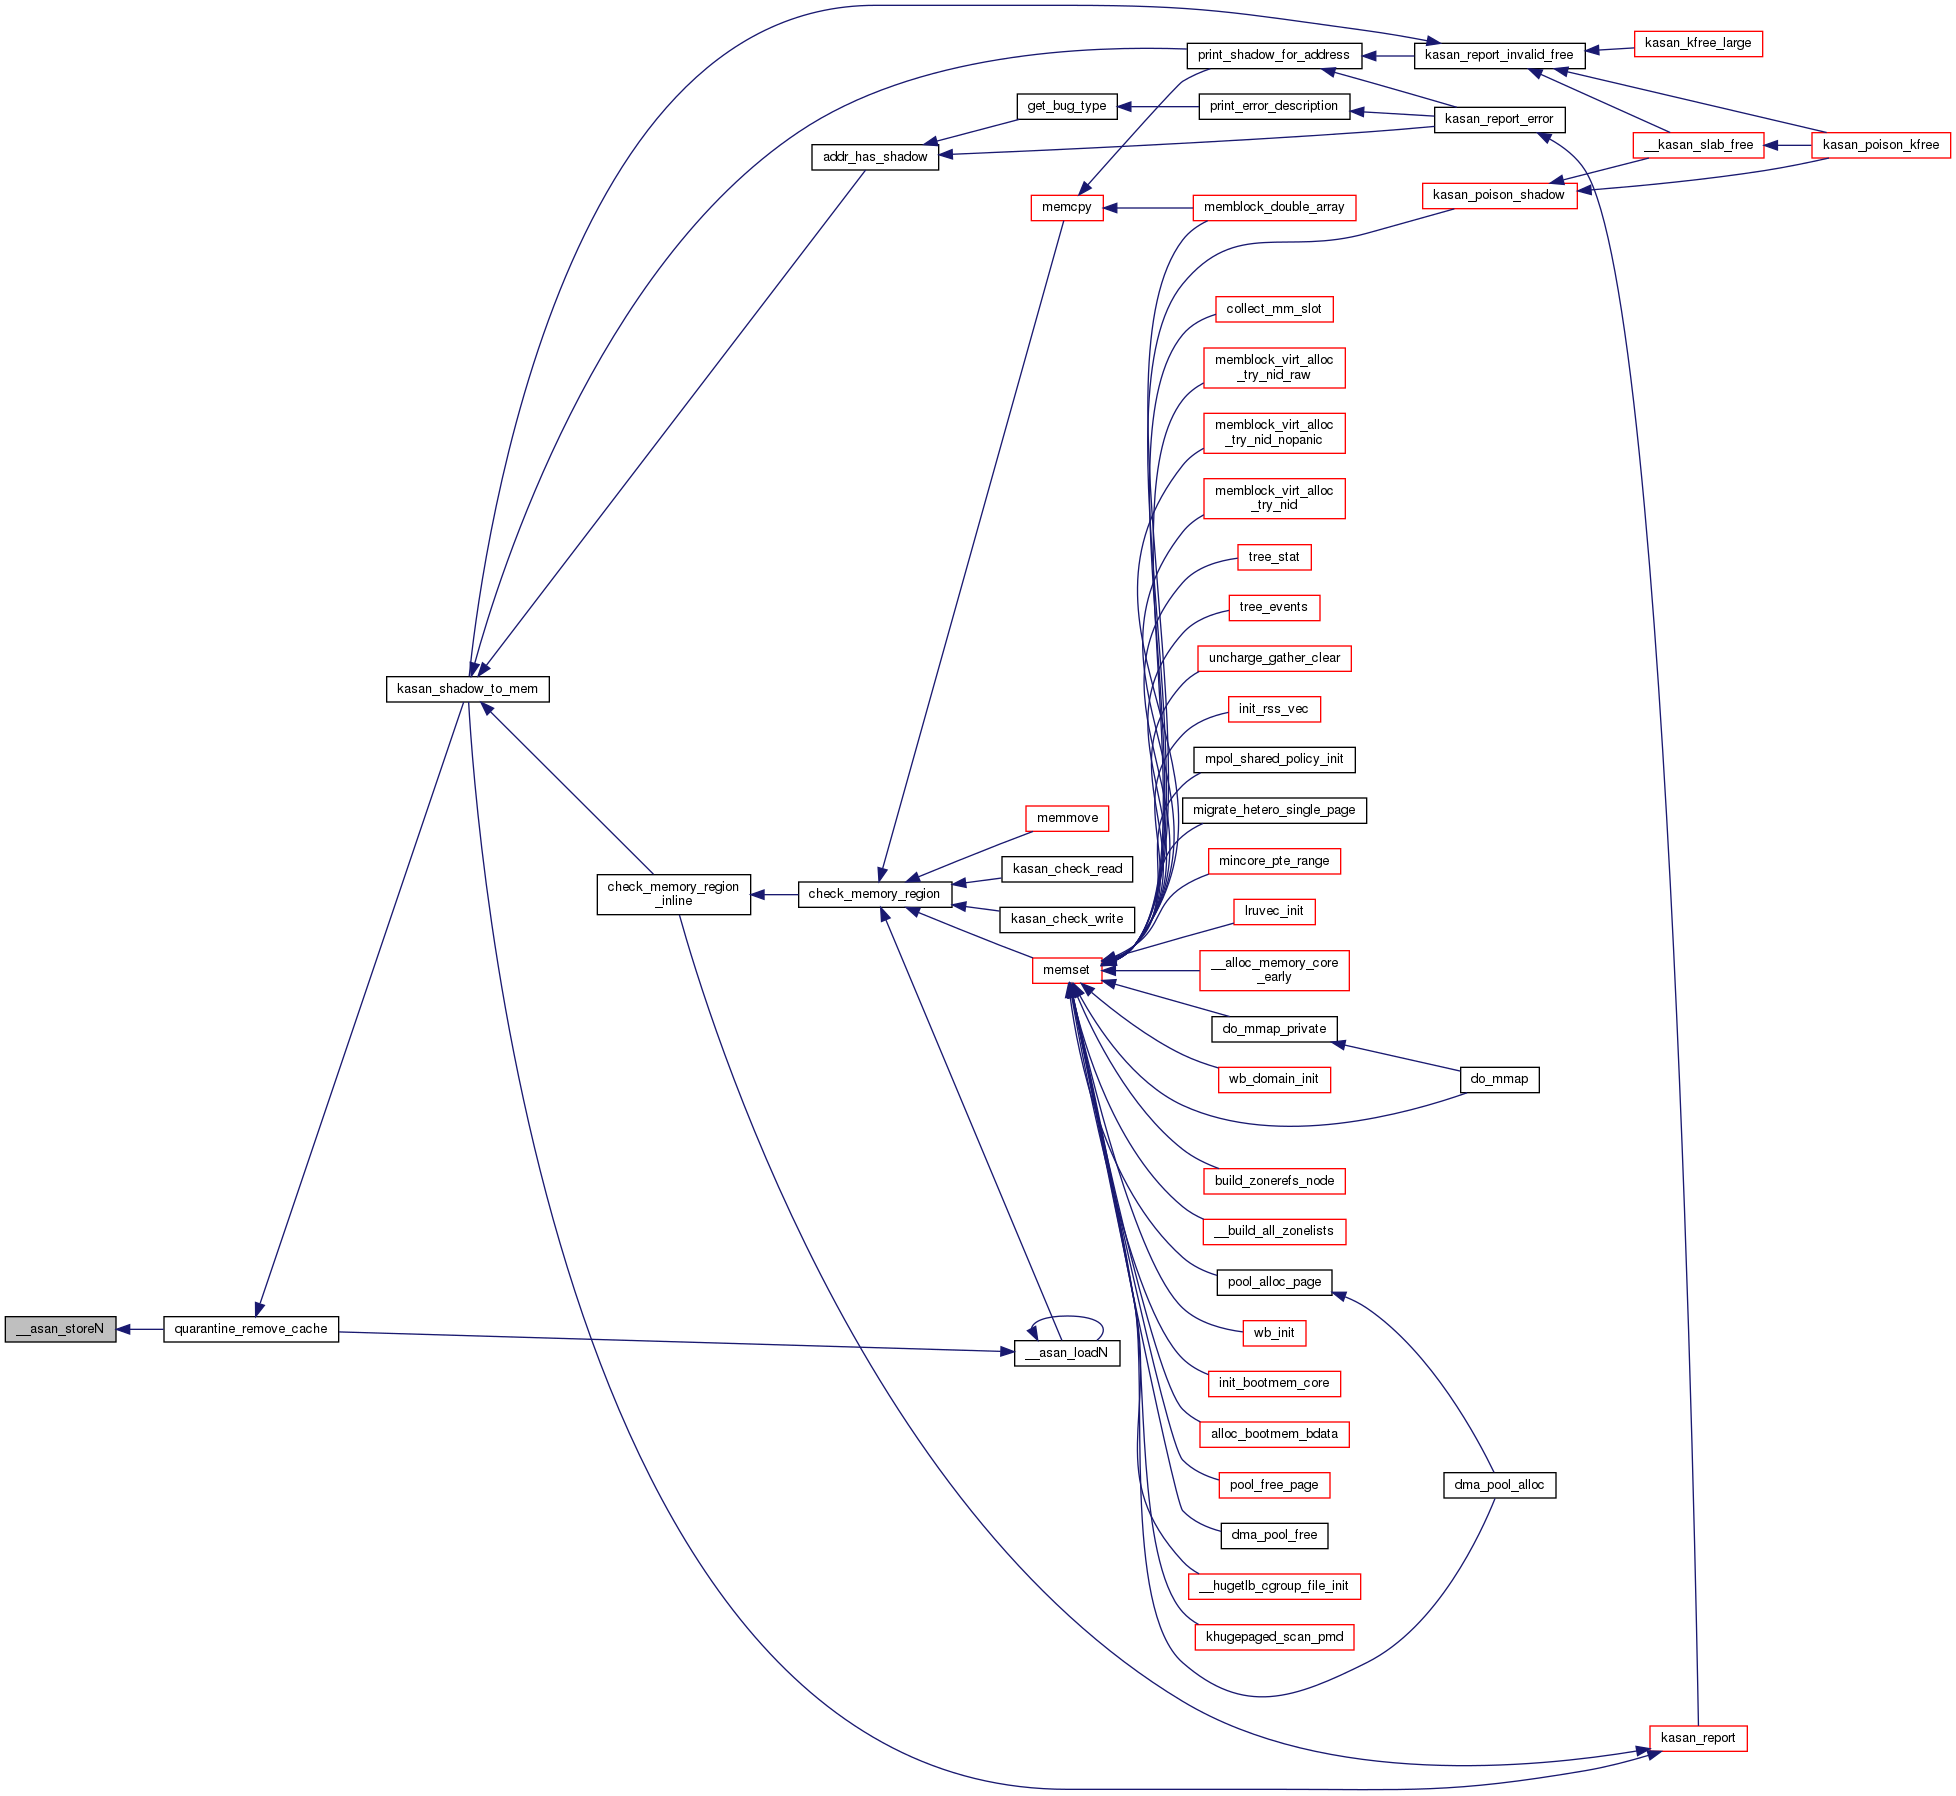 kasan_kfree_large
kasan_report_invalid_free
print_shadow_for_address
get_bug_type
print_error_description
kasan_report_error
addr_has_shadow
__kasan_slab_free
kasan_poison_kfree
kasan_poison_shadow
memcpy
memblock_double_array
collect_mm_slot
memblock_virt_alloc
_try_nid_raw
memblock_virt_alloc
_try_nid_nopanic
memblock_virt_alloc
_try_nid
tree_stat
tree_events
uncharge_gather_clear
kasan_shadow_to_mem
init_rss_vec
mpol_shared_policy_init
migrate_hetero_single_page
memmove
mincore_pte_range
kasan_check_read
check_memory_region
_inline
check_memory_region
kasan_check_write
lruvec_init
memset
__alloc_memory_core
_early
do_mmap_private
wb_domain_init
do_mmap
build_zonerefs_node
__build_all_zonelists
pool_alloc_page
__asan_storeN
quarantine_remove_cache
wb_init
__asan_loadN
init_bootmem_core
alloc_bootmem_bdata
pool_free_page
dma_pool_alloc
dma_pool_free
__hugetlb_cgroup_file_init
khugepaged_scan_pmd
kasan_report